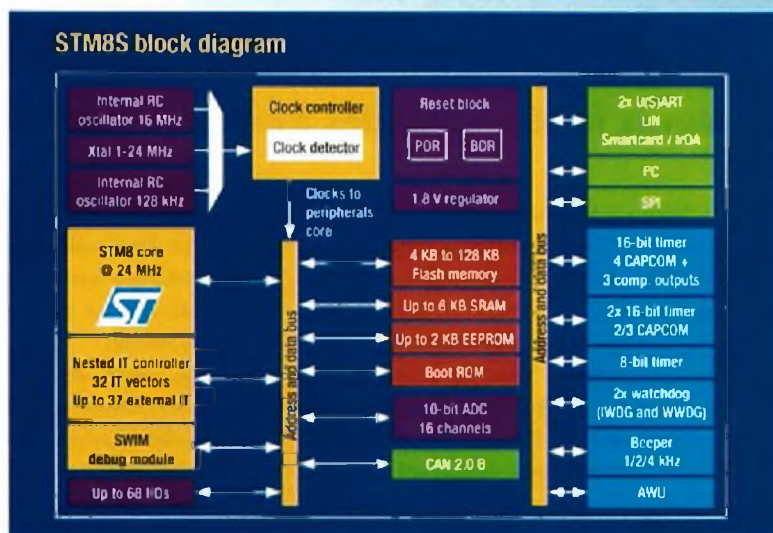 STM8S block diagram
Internal RC
oscillator 16 MHz
Xtal 1-24 MHz
Internal RC
oscillator 128 kHz
Clock controller
Clock detector
Clocks to
peripherals
core
Reset block
POR
BOR
1.8 V regulator
STM8 core
@ 24 MHz
ST
Nested IT controller
32 IT vectors
Up to 37 external IT
SWIM
debug module
Up to 68 I/Os
Address and data bus
4 KB to 128 KB
Flash memory
Up to 6 KB SRAM
Up to 2 KB EEPROM
Boot ROM
10-bit ADC
16 channels
CAN 2.0 B
Address and data bus
2x U(S)ART
LIN
Smartcard / IrDA
I²C
SPI
16-bit timer
4 CAPCOM +
3 comp. outputs
2x 16-bit timer
2/3 CAPCOM
8-bit timer
2x watchdog
(IWDG and WWDG)
Beeper
1/2/4 kHz
AWU